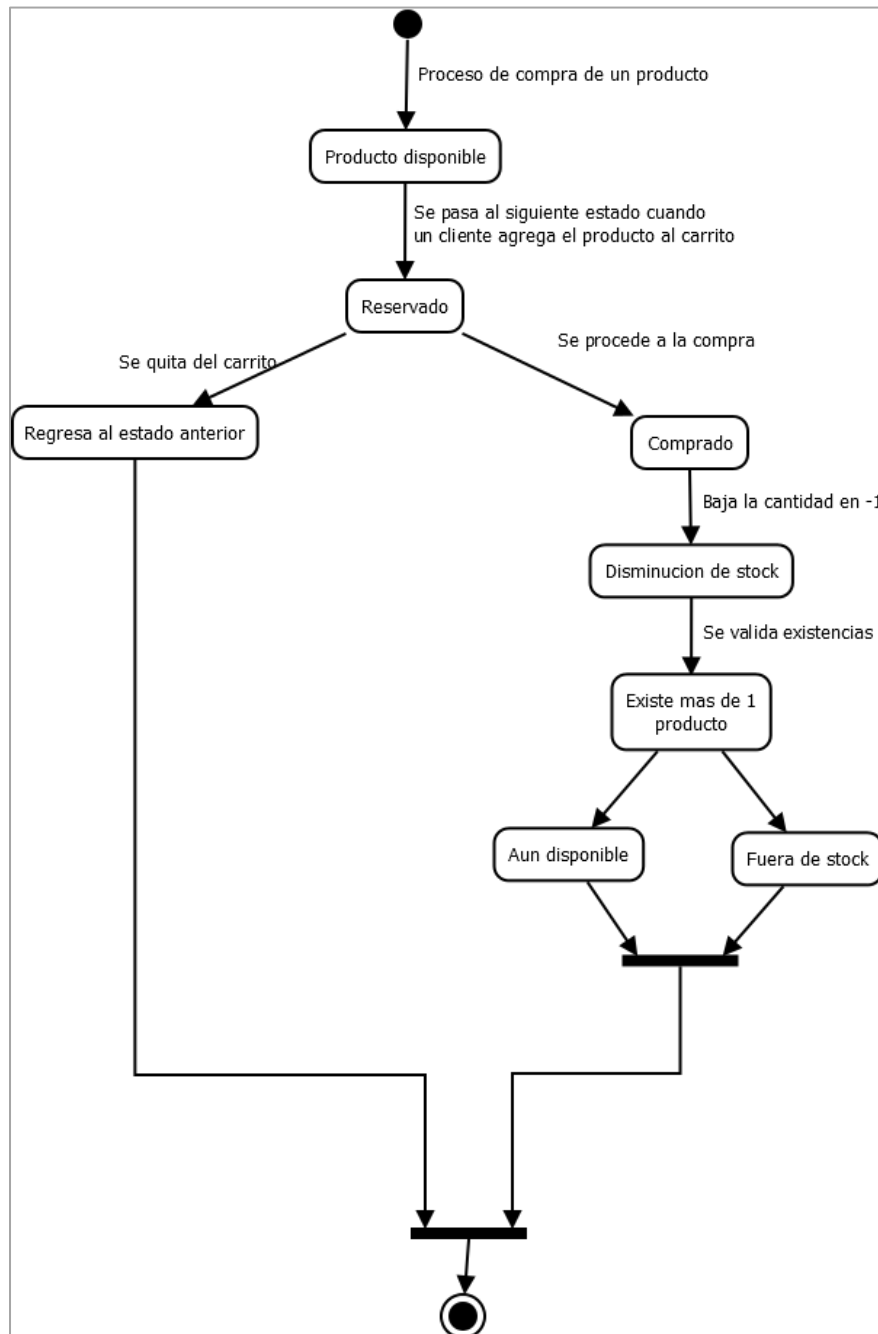 Proceso de compra de un producto
Producto disponible
Se pasa al siguiente estado cuando
un cliente agrega el producto al carrito
Reservado
Se quita del carrito
Se procede a la compra
Regresa al estado anterior
Comprado
Baja la cantidad en -1
Disminucion de stock
Se valida existencias
Existe mas de 1
producto
Aun disponible
Fuera de stock